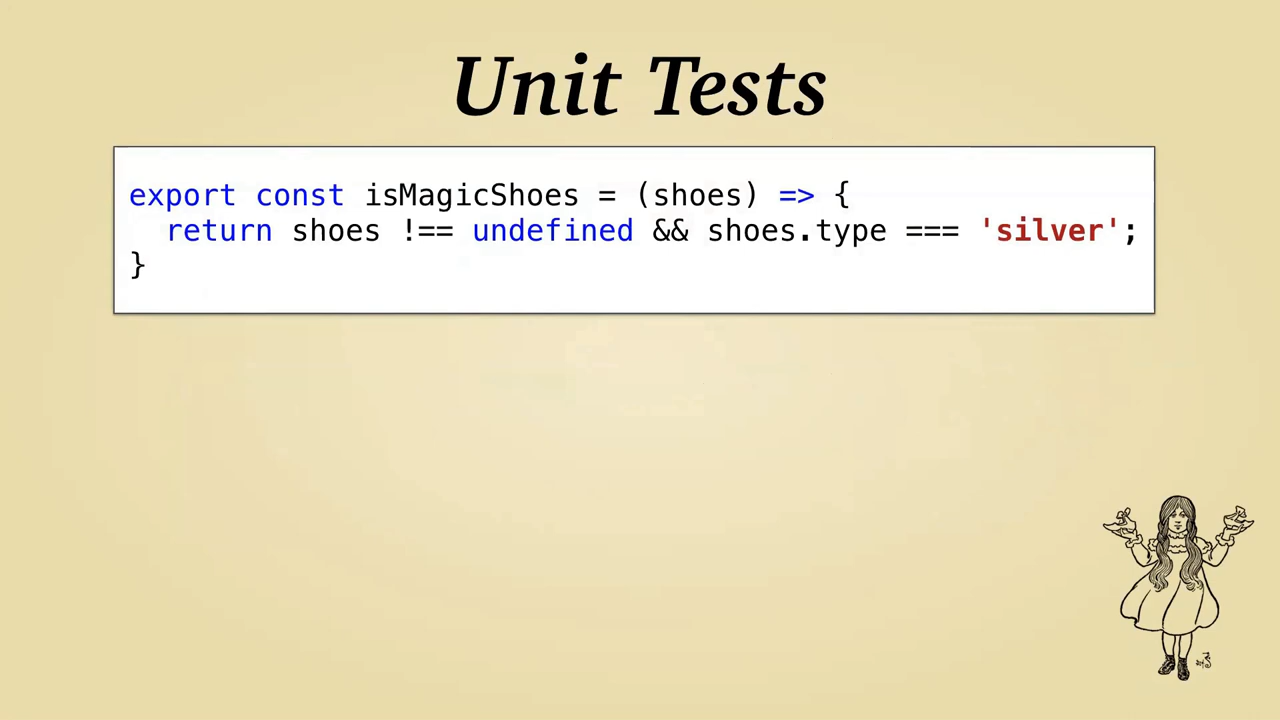 Unit Tests
export const isMagicShoes = (shoes) => {
  return shoes !== undefined && shoes.type === 'silver';
}